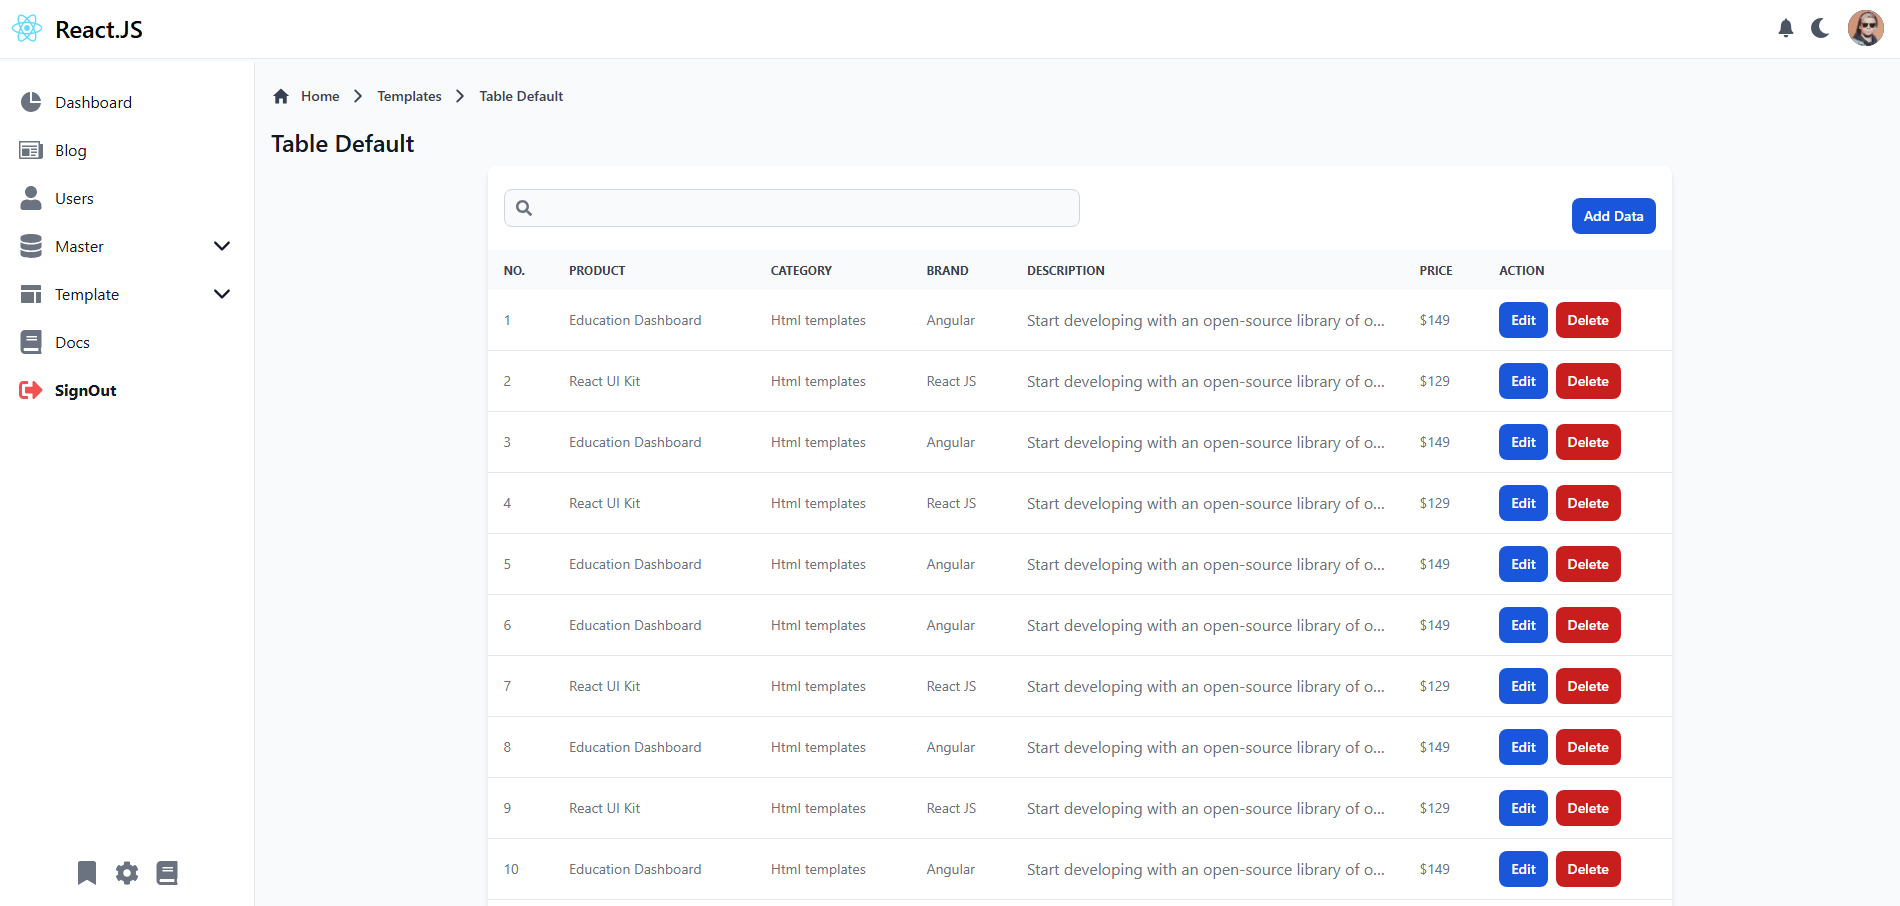 React.JS
Dashboard
Blog
Users
Master
Template
Docs
SignOut
Home Templates Table Default
Table Default
Add Data
NO. PRODUCT CATEGORY BRAND DESCRIPTION PRICE ACTION
1 Education Dashboard Html templates Angular Start developing with an open-source library of o... $149 Edit Delete
2 React UI Kit Html templates React JS Start developing with an open-source library of o... $129 Edit Delete
3 Education Dashboard Html templates Angular Start developing with an open-source library of o... $149 Edit Delete
4 React UI Kit Html templates React JS Start developing with an open-source library of o... $129 Edit Delete
5 Education Dashboard Html templates Angular Start developing with an open-source library of o... $149 Edit Delete
6 Education Dashboard Html templates Angular Start developing with an open-source library of o... $149 Edit Delete
7 React UI Kit Html templates React JS Start developing with an open-source library of o... $129 Edit Delete
8 Education Dashboard Html templates Angular Start developing with an open-source library of o... $149 Edit Delete
9 React UI Kit Html templates React JS Start developing with an open-source library of o... $129 Edit Delete
10 Education Dashboard Html templates Angular Start developing with an open-source library of o... $149 Edit Delete